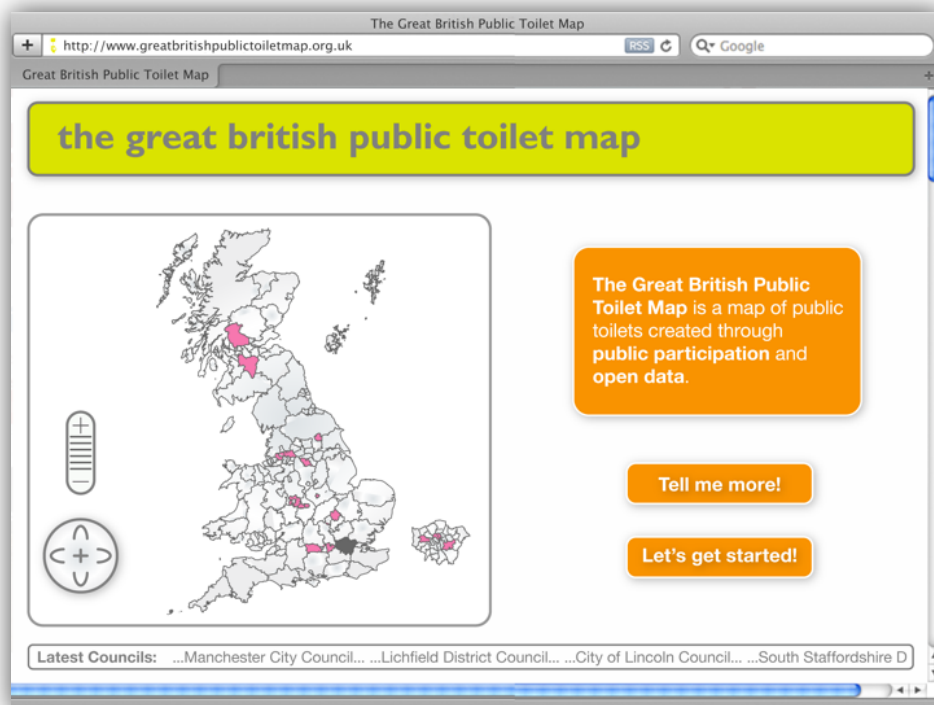 The Great British Public Toilet Map
http://www.greatbritishpublictoiletmap.org.uk
RSS
Google
Great British Public Toilet Map
the great british public toilet map
The Great British Public
Toilet Map is a map of public
toilets created through
public participation and
open data.
Tell me more!
Let's get started!
Latest Councils: ...Manchester City Council... ...Lichfield District Council... ...City of Lincoln Council... ...South Staffordshire D